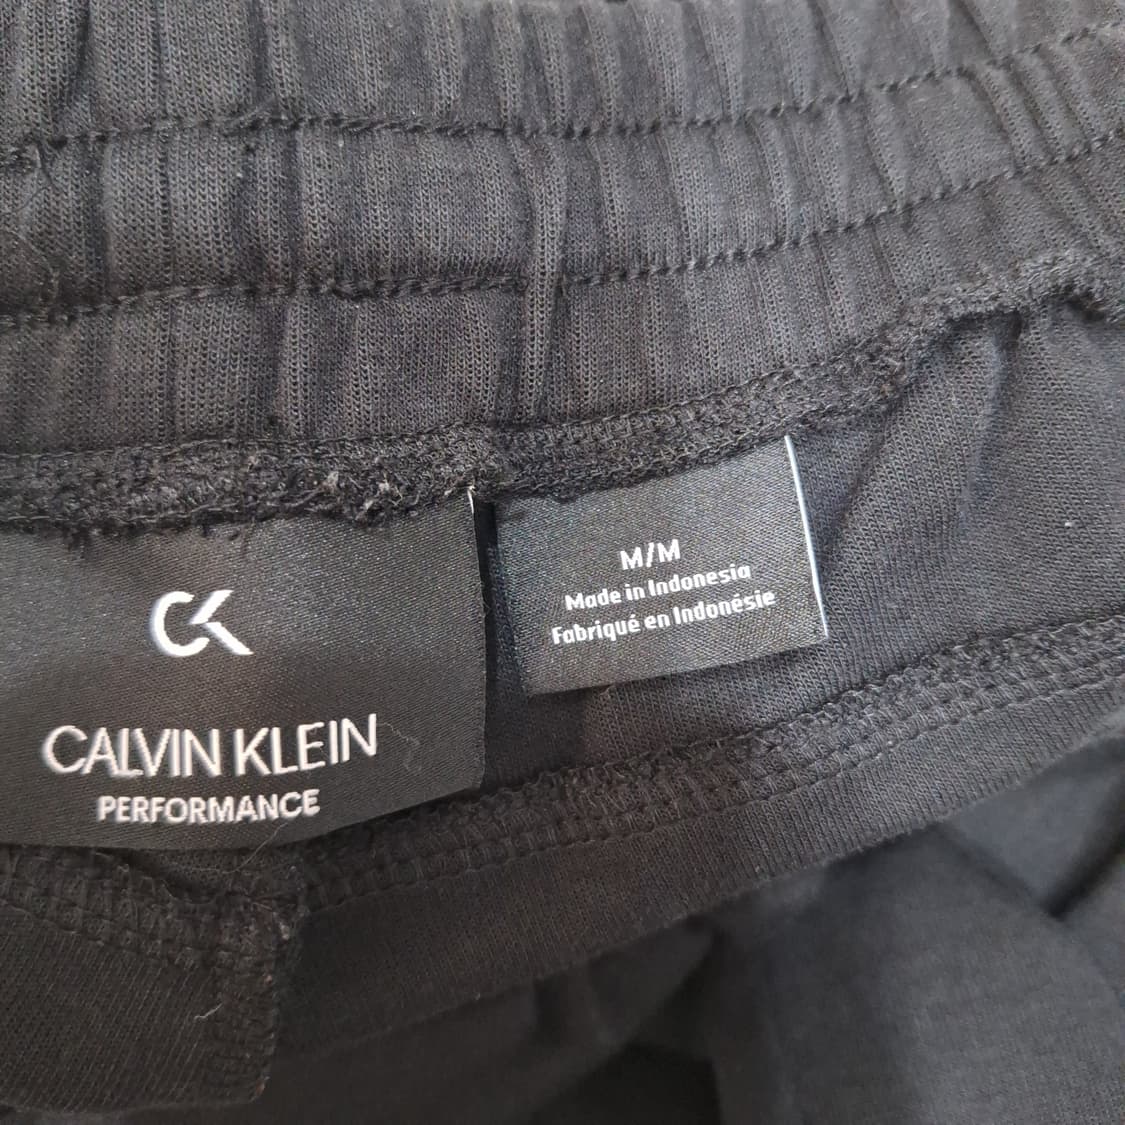 CK
CALVIN KLEIN
PERFORMANCE
M/M
Made in Indonesia
Fabriqué en Indonésie